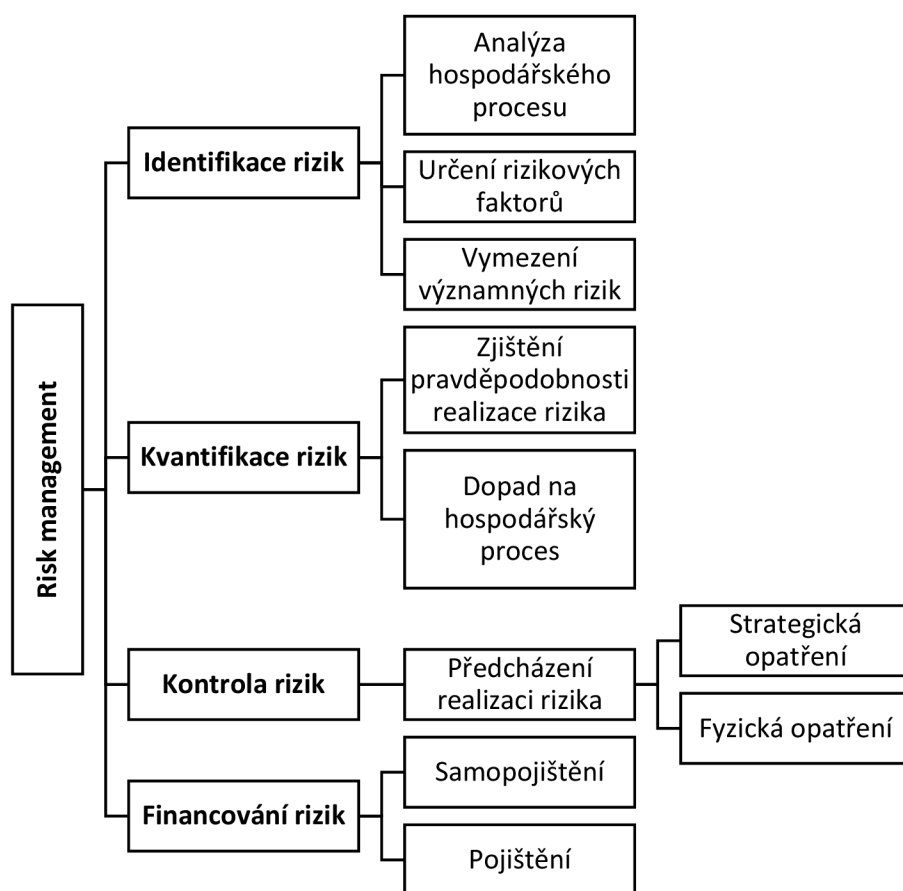 Risk management
Identifikace rizik
Analýza
hospodářského
procesu
Určení rizikových
faktorů
Vymezení
významných rizik
Kvantifikace rizik
Zjištění
pravděpodobnosti
realizace rizika
Dopad na
hospodářský
proces
Kontrola rizik
Předcházení
realizaci rizika
Strategická
opatření
Fyzická opatření
Financování rizik
Samopojištění
Pojištění